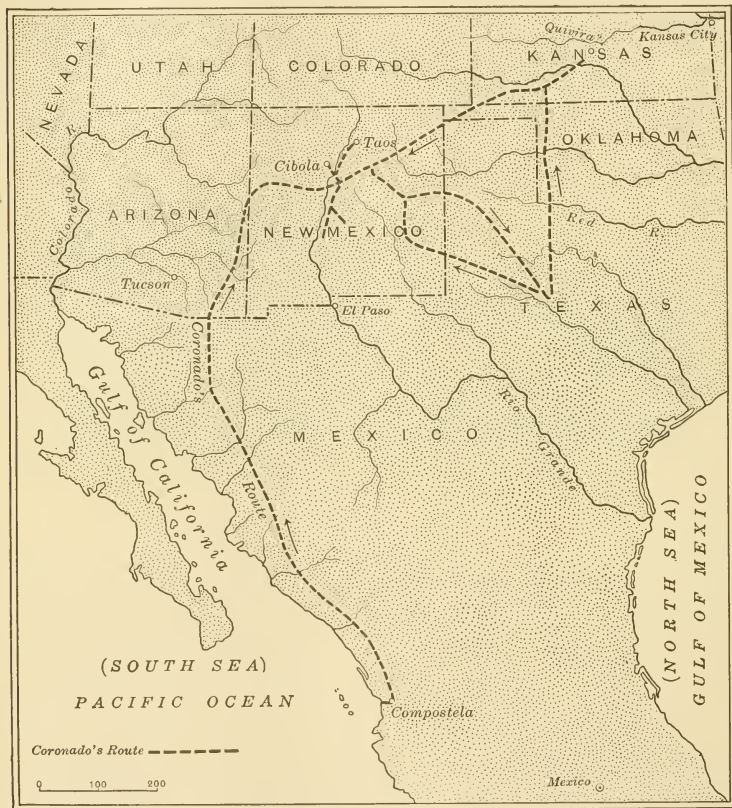 Quivira
Kansas City
KANSAS
NEVADA
UTAH
COLORADO
Taos
OKLAHOMA
Cibola
R.
Colorado
ARIZONA
NEW MEXICO
Red R.
Tucson
El Paso
TEXAS
Coronado's
Route
Gulf of California
MEXICO
Rio Grande
(NORTH SEA)
GULF OF MEXICO
(SOUTH SEA)
PACIFIC OCEAN
Compostela
Coronado's Route
0 100 200
Mexico